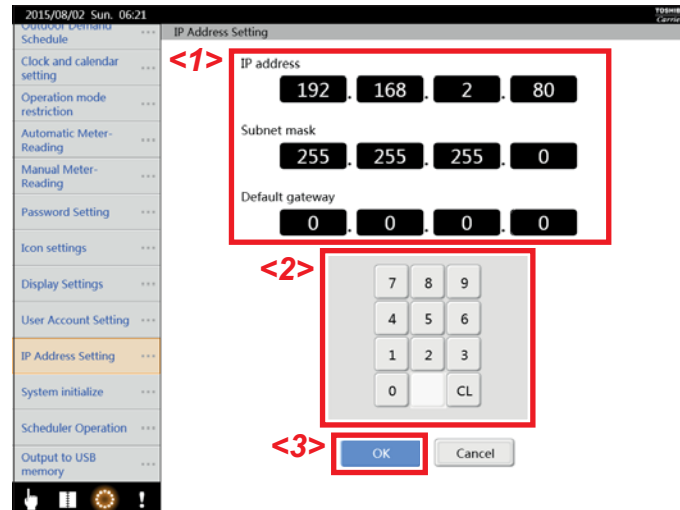 2015/08/02 Sun. 06:21
TOSHIB
Carrie
Outdoor Demand
Schedule
Clock and calendar
setting
Operation mode
restriction
Automatic Meter-
Reading
Manual Meter-
Reading
Password Setting
Icon settings
Display Settings
User Account Setting
IP Address Setting
System initialize
Scheduler Operation
Output to USB
memory
IP Address Setting
<1>
IP address
192 . 168 . 2 . 80
Subnet mask
255 . 255 . 255 . 0
Default gateway
0 . 0 . 0 . 0
<2>
7 8 9
4 5 6
1 2 3
0 CL
<3>
OK Cancel